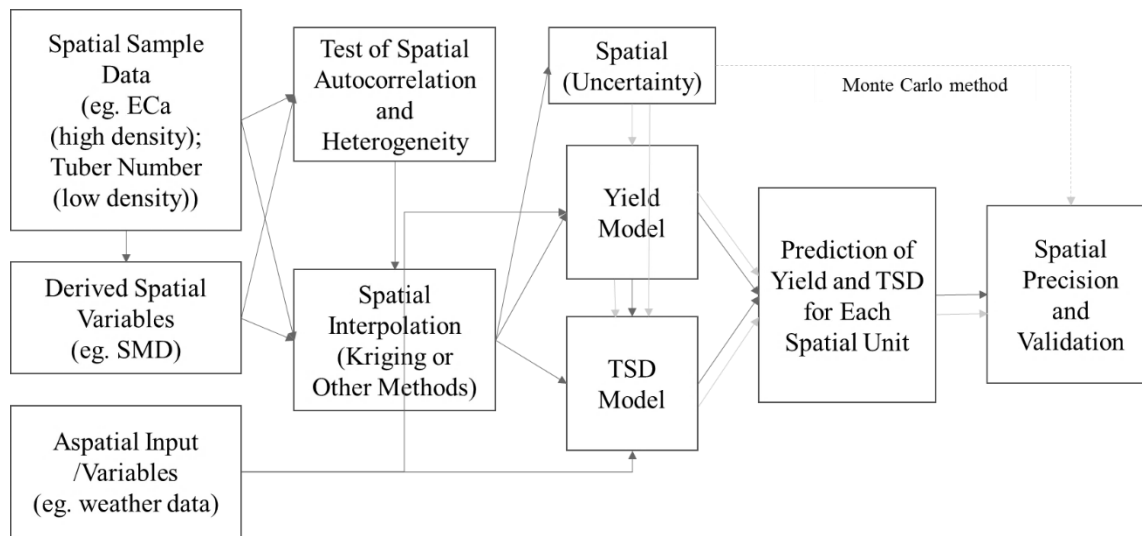 Spatial Sample
Data
(eg. ECa
(high density);
Tuber Number
(low density))
Derived Spatial
Variables
(eg. SMD)
Aspatial Input
/Variables
(eg. weather data)
Test of Spatial
Autocorrelation
and
Heterogeneity
Spatial
Interpolation
(Kriging or
Other Methods)
Spatial
(Uncertainty)
Yield
Model
TSD
Model
Monte Carlo method
Prediction of
Yield and TSD
for Each
Spatial Unit
Spatial
Precision
and
Validation